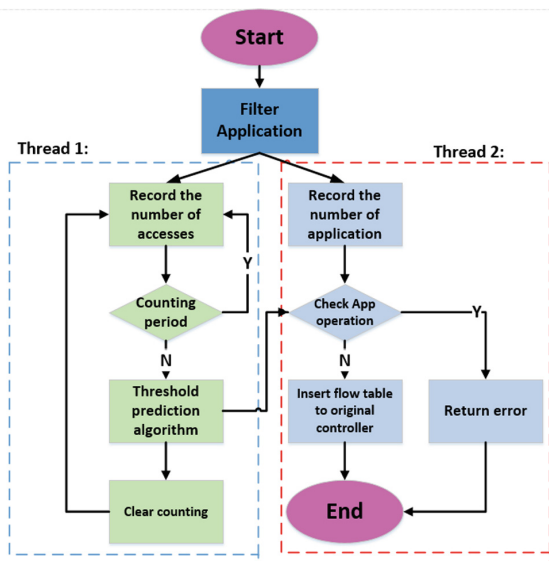 Start
Filter
Application
Thread 1:
Thread 2:
Record the
number of
accesses
Record the
number of
application
Y
Counting
period
Check App
operation
Y
N
N
Threshold
prediction
algorithm
Insert flow table
to original
controller
Return error
Clear counting
End